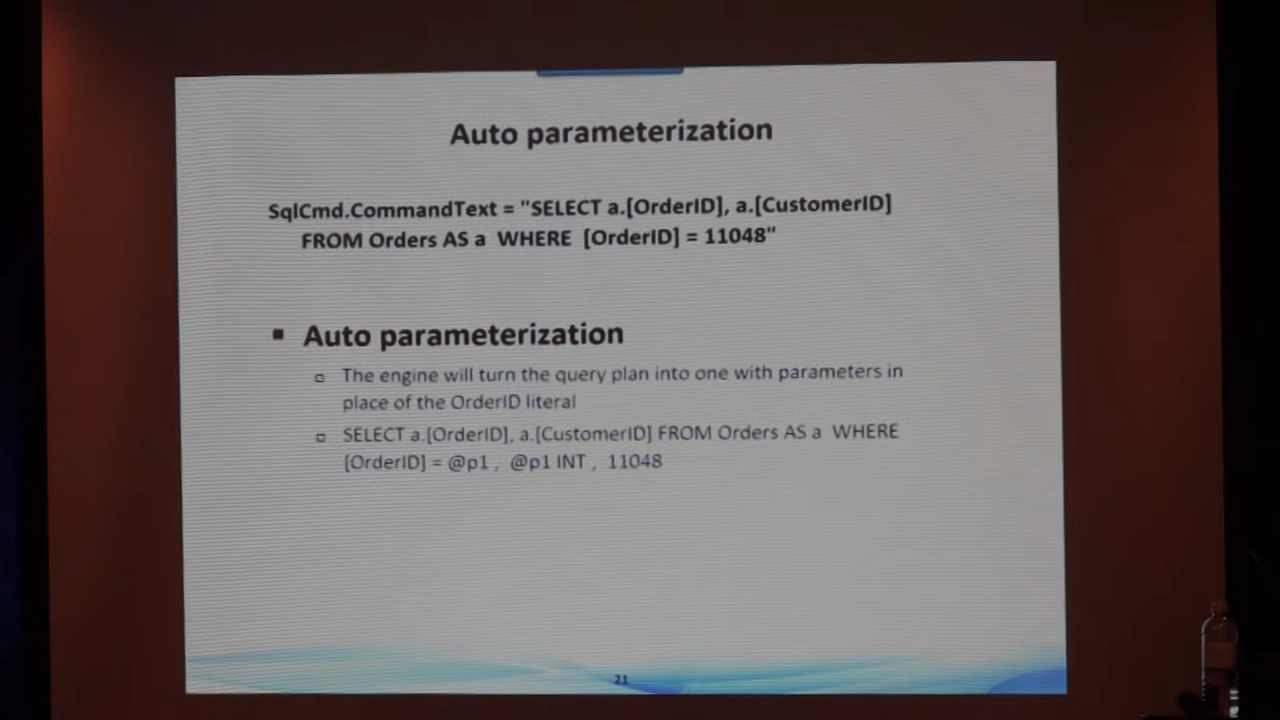 Auto parameterization
SqlCmd.CommandText = "SELECT a.[OrderID], a.[CustomerID]
FROM Orders AS a WHERE [OrderID] = 11048"
▪ Auto parameterization
▫ The engine will turn the query plan into one with parameters in
place of the OrderID literal
▫ SELECT a.[OrderID], a.[CustomerID] FROM Orders AS a WHERE
[OrderID] = @p1 , @p1 INT , 11048
21